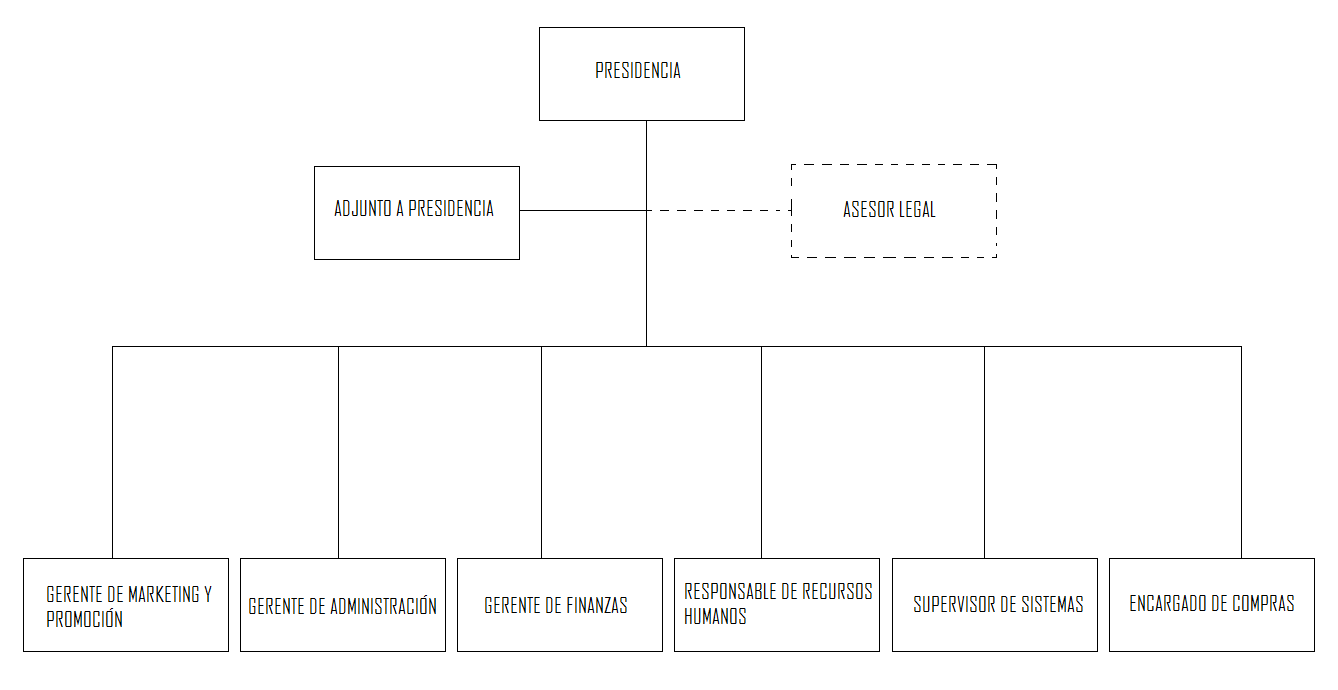 PRESIDENCIA
ADJUNTO A PRESIDENCIA
ASESOR LEGAL
GERENTE DE MARKETING Y
PROMOCIÓN
GERENTE DE ADMINISTRACIÓN
GERENTE DE FINANZAS
RESPONSABLE DE RECURSOS
HUMANOS
SUPERVISOR DE SISTEMAS
ENCARGADO DE COMPRAS